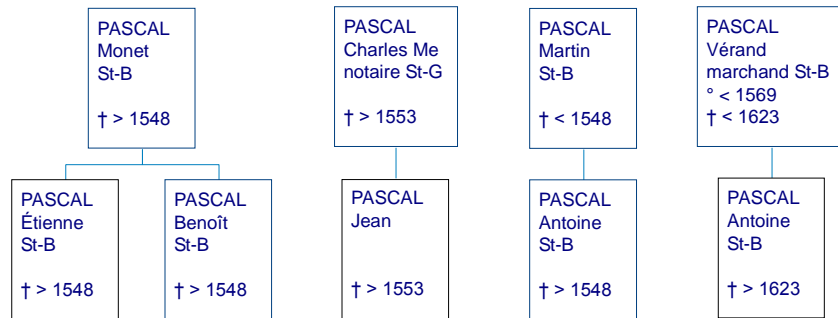 PASCAL
Monet
St-B
† > 1548
PASCAL
Charles Me
notaire St-G
† > 1553
PASCAL
Martin
St-B
† < 1548
PASCAL
Vérand
marchand St-B
° < 1569
† < 1623
PASCAL
Étienne
St-B
† > 1548
PASCAL
Benoît
St-B
† > 1548
PASCAL
Jean
† > 1553
PASCAL
Antoine
St-B
† > 1548
PASCAL
Antoine
St-B
† > 1623